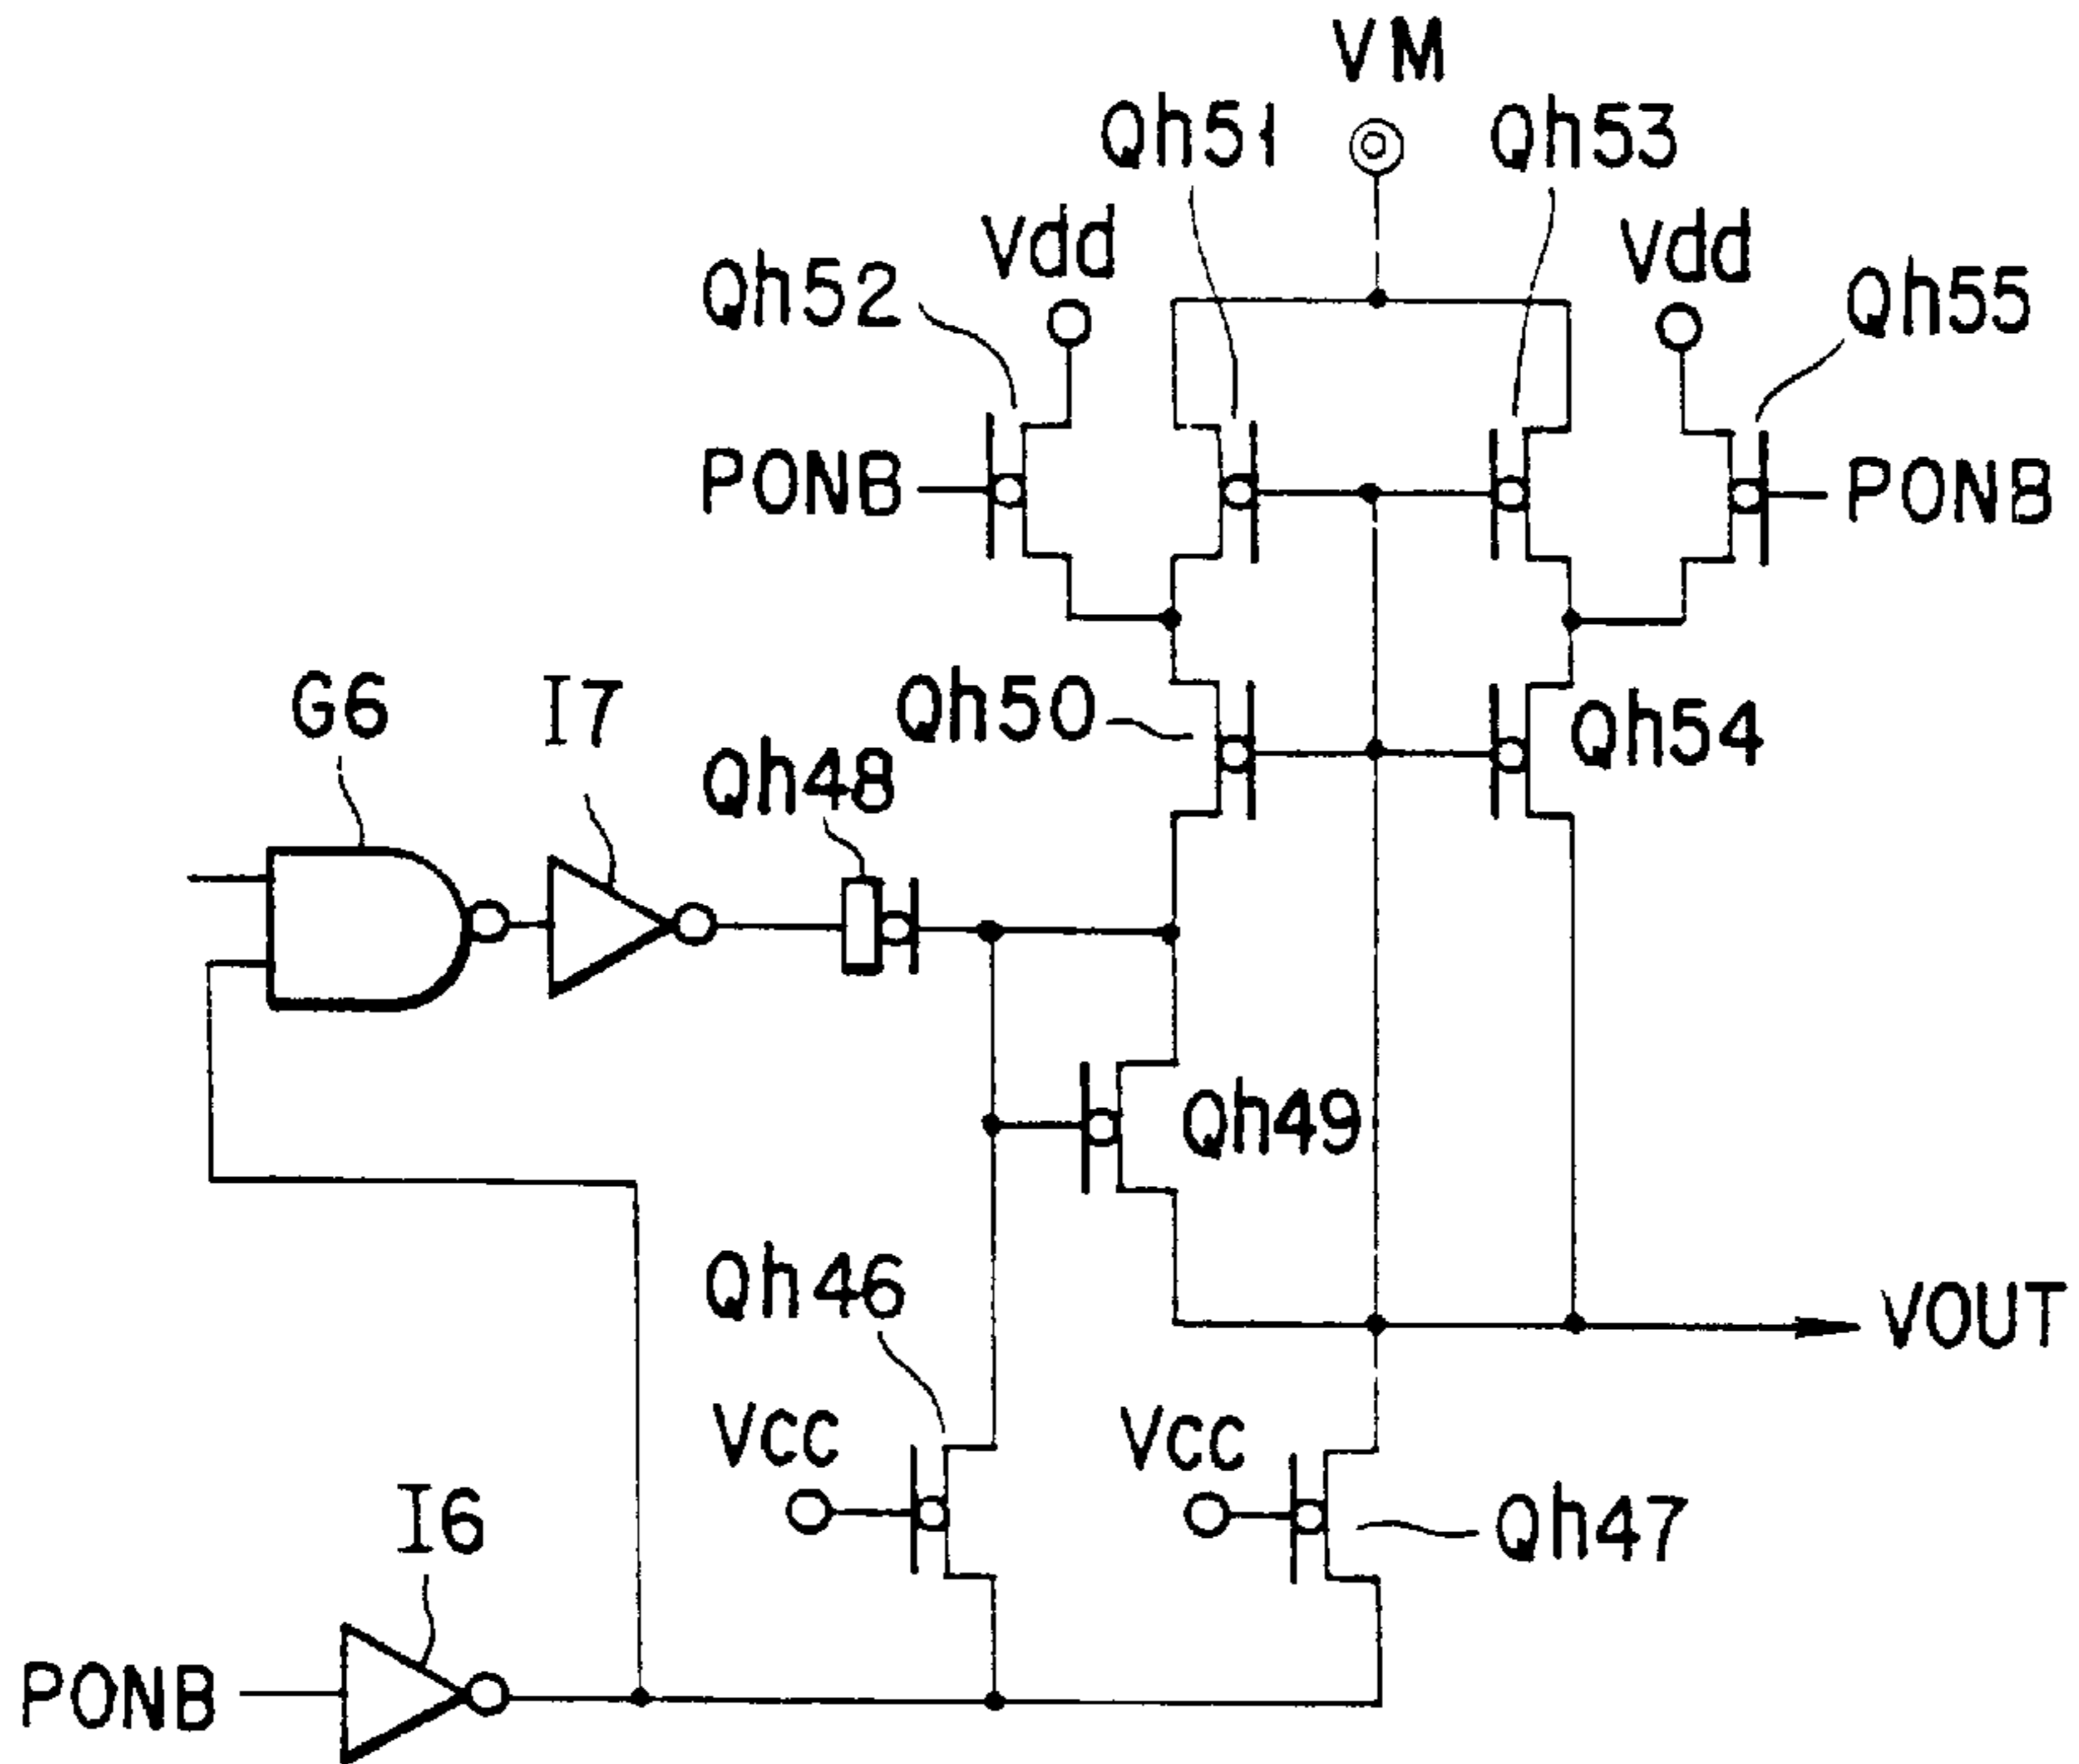 VM
Qh51
Qh53
Vdd
Vdd
Qh52
Qh55
PONB
PONB
G6
I7
Qh50
Qh54
Qh48
Qh49
Qh46
VCC
VCC
VOUT
I6
Qh47
PONB